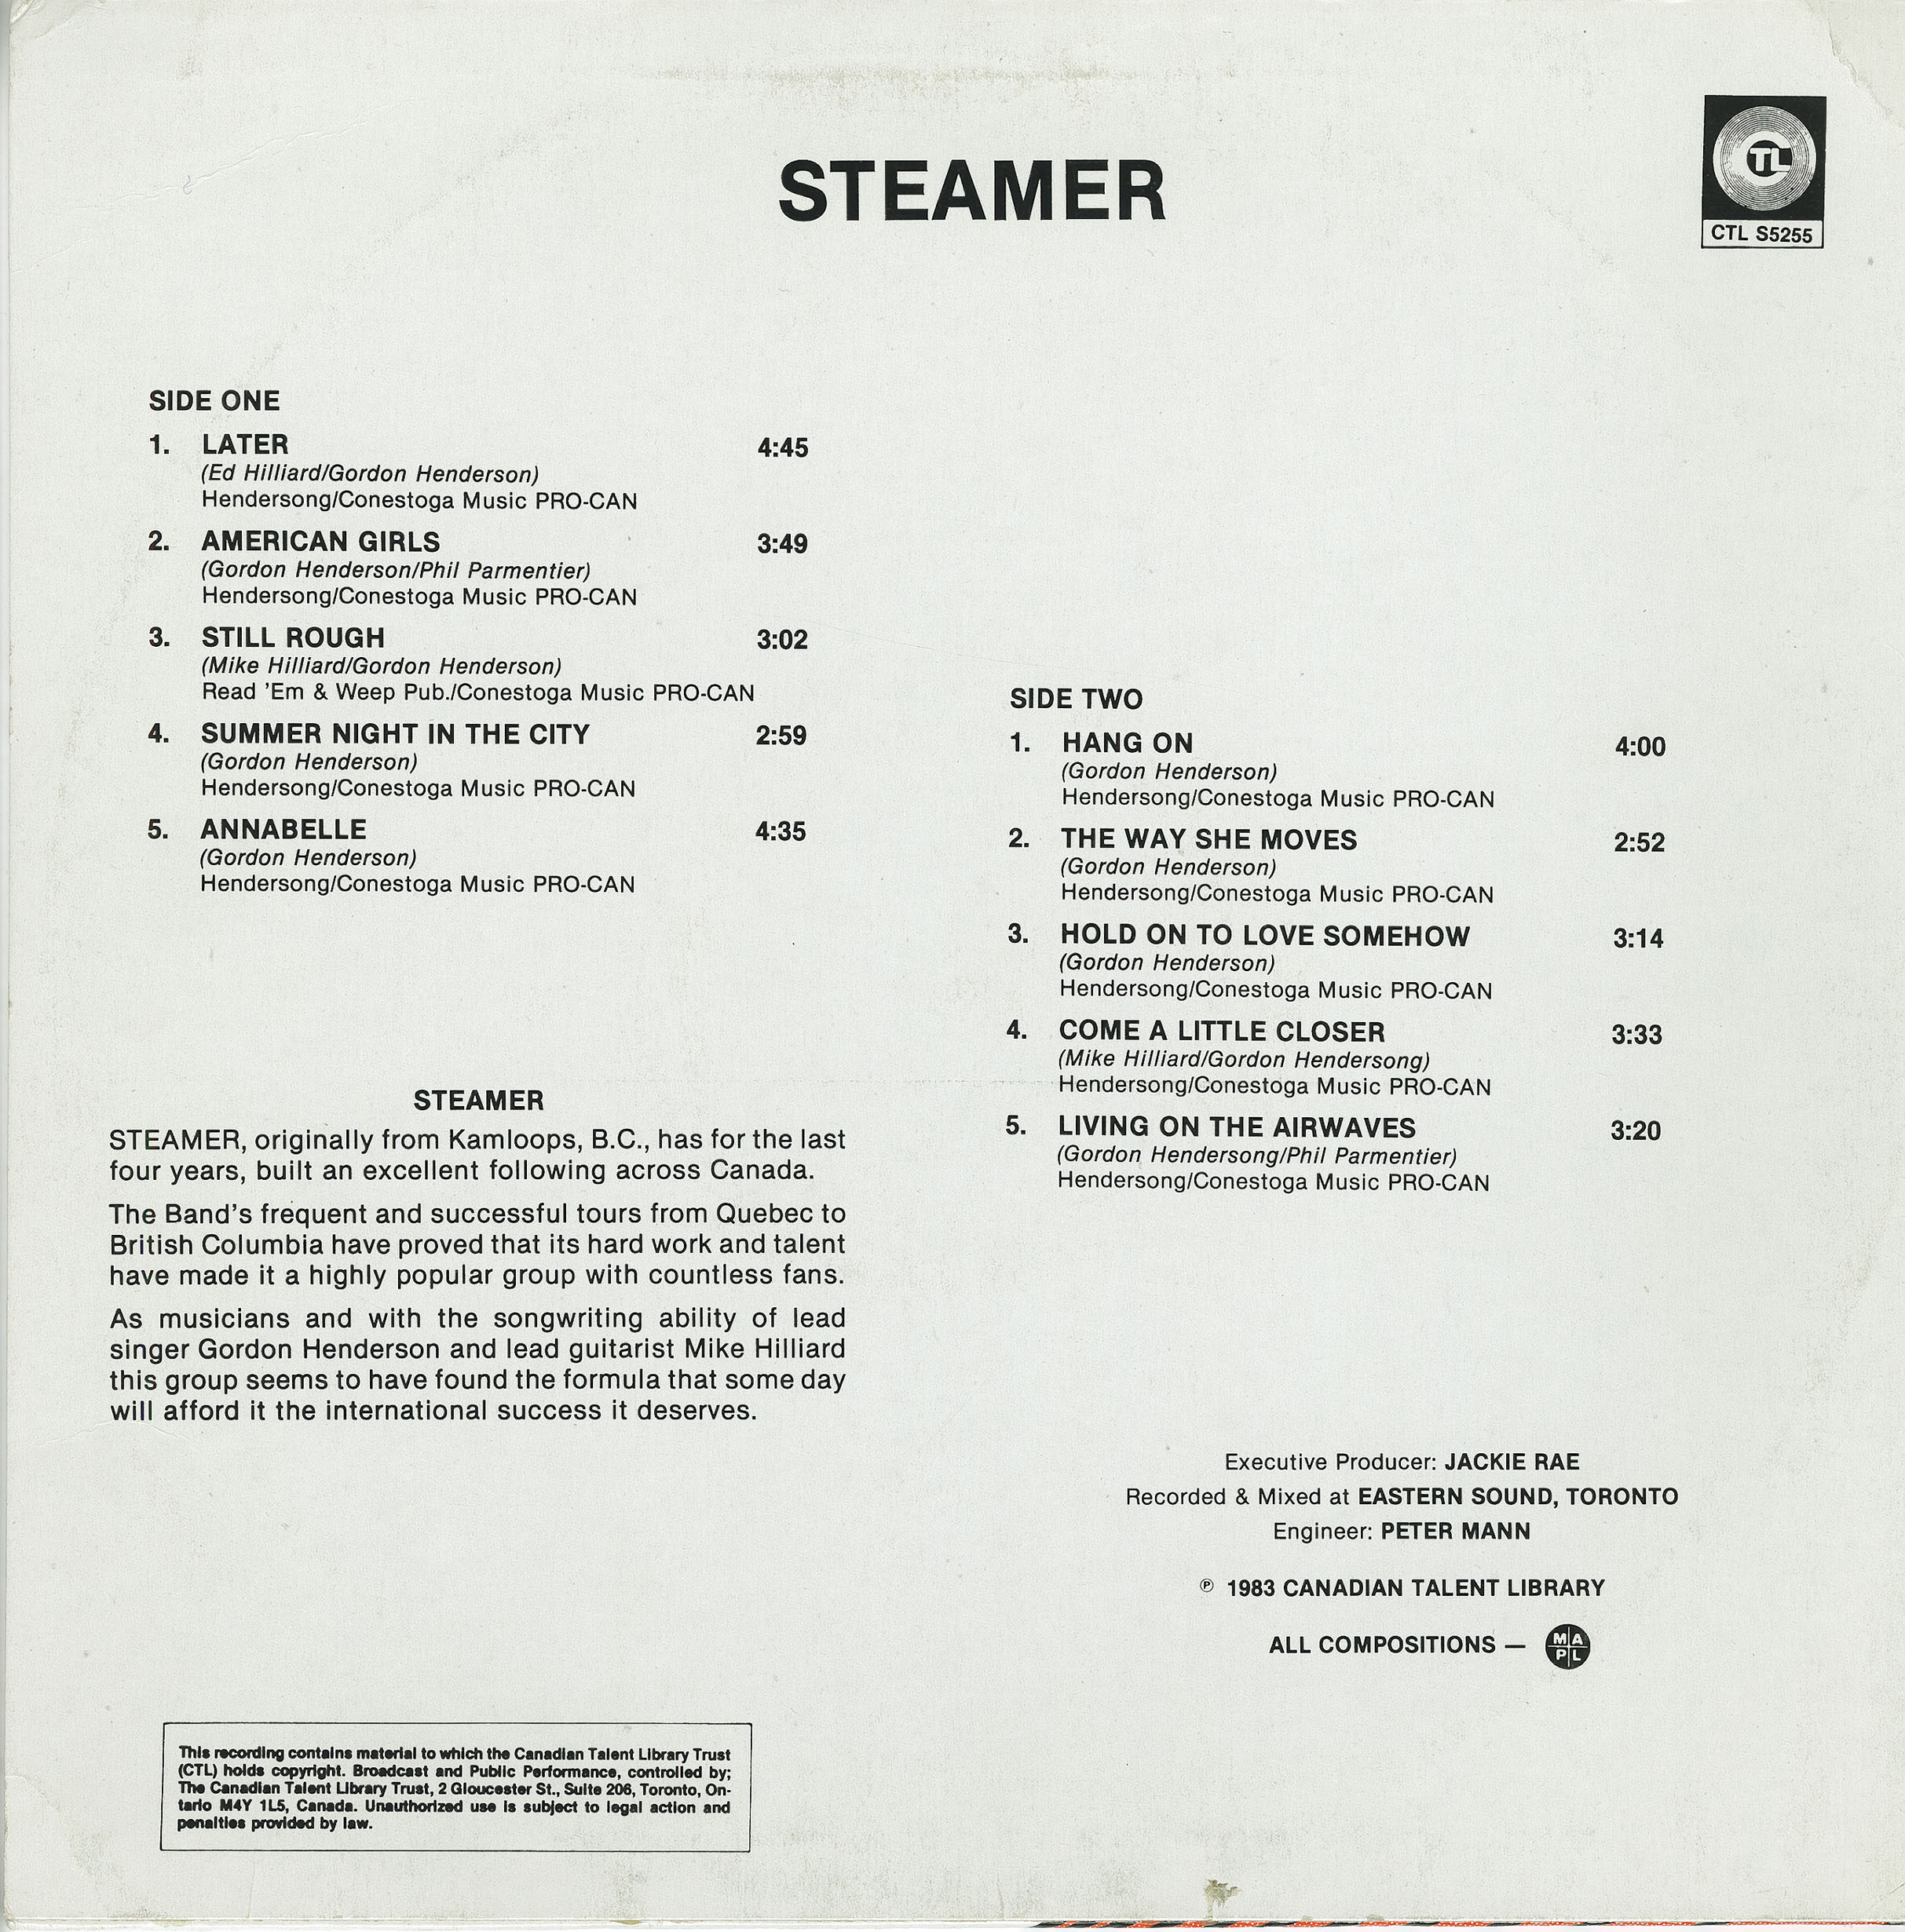 STEAMER
CTL
CTL S5255
SIDE ONE
1. LATER 4:45
(Ed Hilliard/Gordon Henderson)
Hendersong/Conestoga Music PRO-CAN
2. AMERICAN GIRLS 3:49
(Gordon Henderson/Phil Parmentier)
Hendersong/Conestoga Music PRO-CAN
3. STILL ROUGH 3:02
(Mike Hilliard/Gordon Henderson)
Read 'Em & Weep Pub./Conestoga Music PRO-CAN
4. SUMMER NIGHT IN THE CITY 2:59
(Gordon Henderson)
Hendersong/Conestoga Music PRO-CAN
5. ANNABELLE 4:35
(Gordon Henderson)
Hendersong/Conestoga Music PRO-CAN
SIDE TWO
1. HANG ON 4:00
(Gordon Henderson)
Hendersong/Conestoga Music PRO-CAN
2. THE WAY SHE MOVES 2:52
(Gordon Henderson)
Hendersong/Conestoga Music PRO-CAN
3. HOLD ON TO LOVE SOMEHOW 3:14
(Gordon Henderson)
Hendersong/Conestoga Music PRO-CAN
4. COME A LITTLE CLOSER 3:33
(Mike Hilliard/Gordon Hendersong)
Hendersong/Conestoga Music PRO-CAN
5. LIVING ON THE AIRWAVES 3:20
(Gordon Hendersong/Phil Parmentier)
Hendersong/Conestoga Music PRO-CAN
STEAMER
STEAMER, originally from Kamloops, B.C., has for the last
four years, built an excellent following across Canada.
The Band's frequent and successful tours from Quebec to
British Columbia have proved that its hard work and talent
have made it a highly popular group with countless fans.
As musicians and with the songwriting ability of lead
singer Gordon Henderson and lead guitarist Mike Hilliard
this group seems to have found the formula that some day
will afford it the international success it deserves.
Executive Producer: JACKIE RAE
Recorded & Mixed at EASTERN SOUND, TORONTO
Engineer: PETER MANN
℗ 1983 CANADIAN TALENT LIBRARY
ALL COMPOSITIONS — MAPL
This recording contains material to which the Canadian Talent Library Trust
(CTL) holds copyright. Broadcast and Public Performance, controlled by;
The Canadian Talent Library Trust, 2 Gloucester St., Suite 206, Toronto, On-
tario M4Y 1L5, Canada. Unauthorized use is subject to legal action and
penalties provided by law.